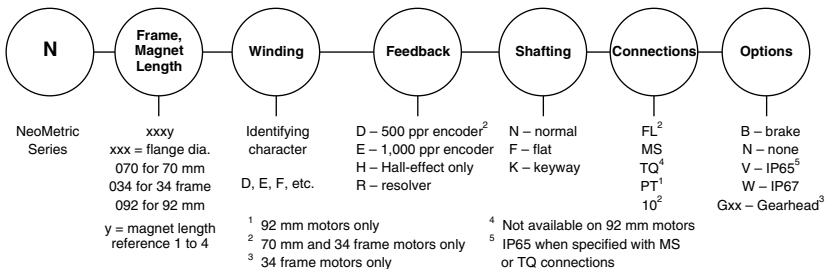 N
Frame,
Magnet
Length
Winding
Feedback
Shafting
Connections
Options
NeoMetric
Series
xxxy
xxx = flange dia.
070 for 70 mm
034 for 34 frame
092 for 92 mm
y = magnet length
reference 1 to 4
Identifying
character
D, E, F, etc.
D – 500 ppr encoder²
E – 1,000 ppr encoder
H – Hall-effect only
R – resolver
N – normal
F – flat
K – keyway
FL²
MS
TQ⁴
PT¹
10²
B – brake
N – none
V – IP65⁵
W – IP67
Gxx – Gearhead³
¹ 92 mm motors only
² 70 mm and 34 frame motors only
³ 34 frame motors only
⁴ Not available on 92 mm motors
⁵ IP65 when specified with MS
or TQ connections